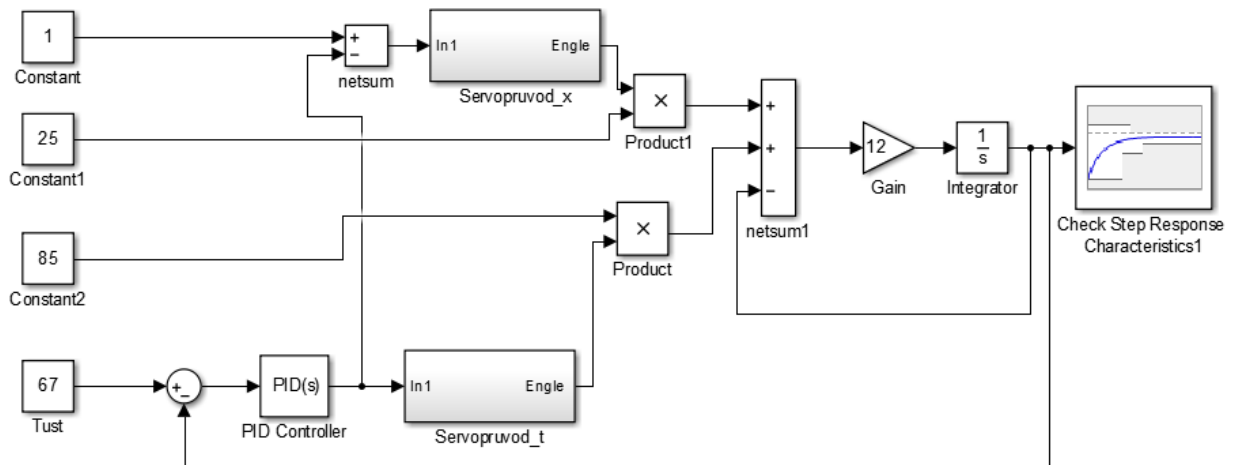 1
Constant
+
−
netsum
In1
Engle
Servopruvod_x
25
Constant1
×
Product1
85
Constant2
×
Product
+
+
−
netsum1
12
Gain
1
s
Integrator
Check Step Response
Characteristics1
67
Tust
+
−
PID(s)
PID Controller
In1
Engle
Servopruvod_t